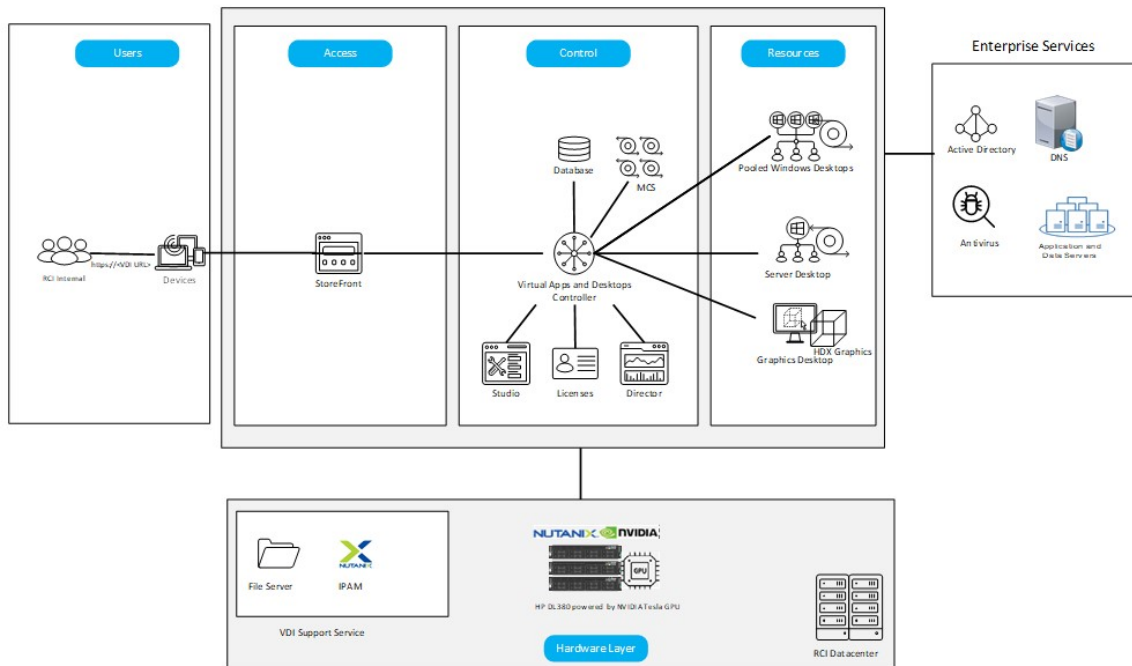 Users
Access
Control
Resources
Enterprise Services
Active Directory
DNS
Antivirus
Application and
Data Servers
RCI Internal
https://<VDI URL>
Devices
StoreFront
Database
MCS
Virtual Apps and Desktops
Controller
Studio
Licenses
Director
Pooled Windows Desktops
Server Desktop
HDX Graphics
Graphics Desktop
File Server
NUTANIX
IPAM
VDI Support Service
NUTANIX
NVIDIA
GPU
HP DL380 powered by NVIDIA Tesla GPU
Hardware Layer
RCI Datacenter